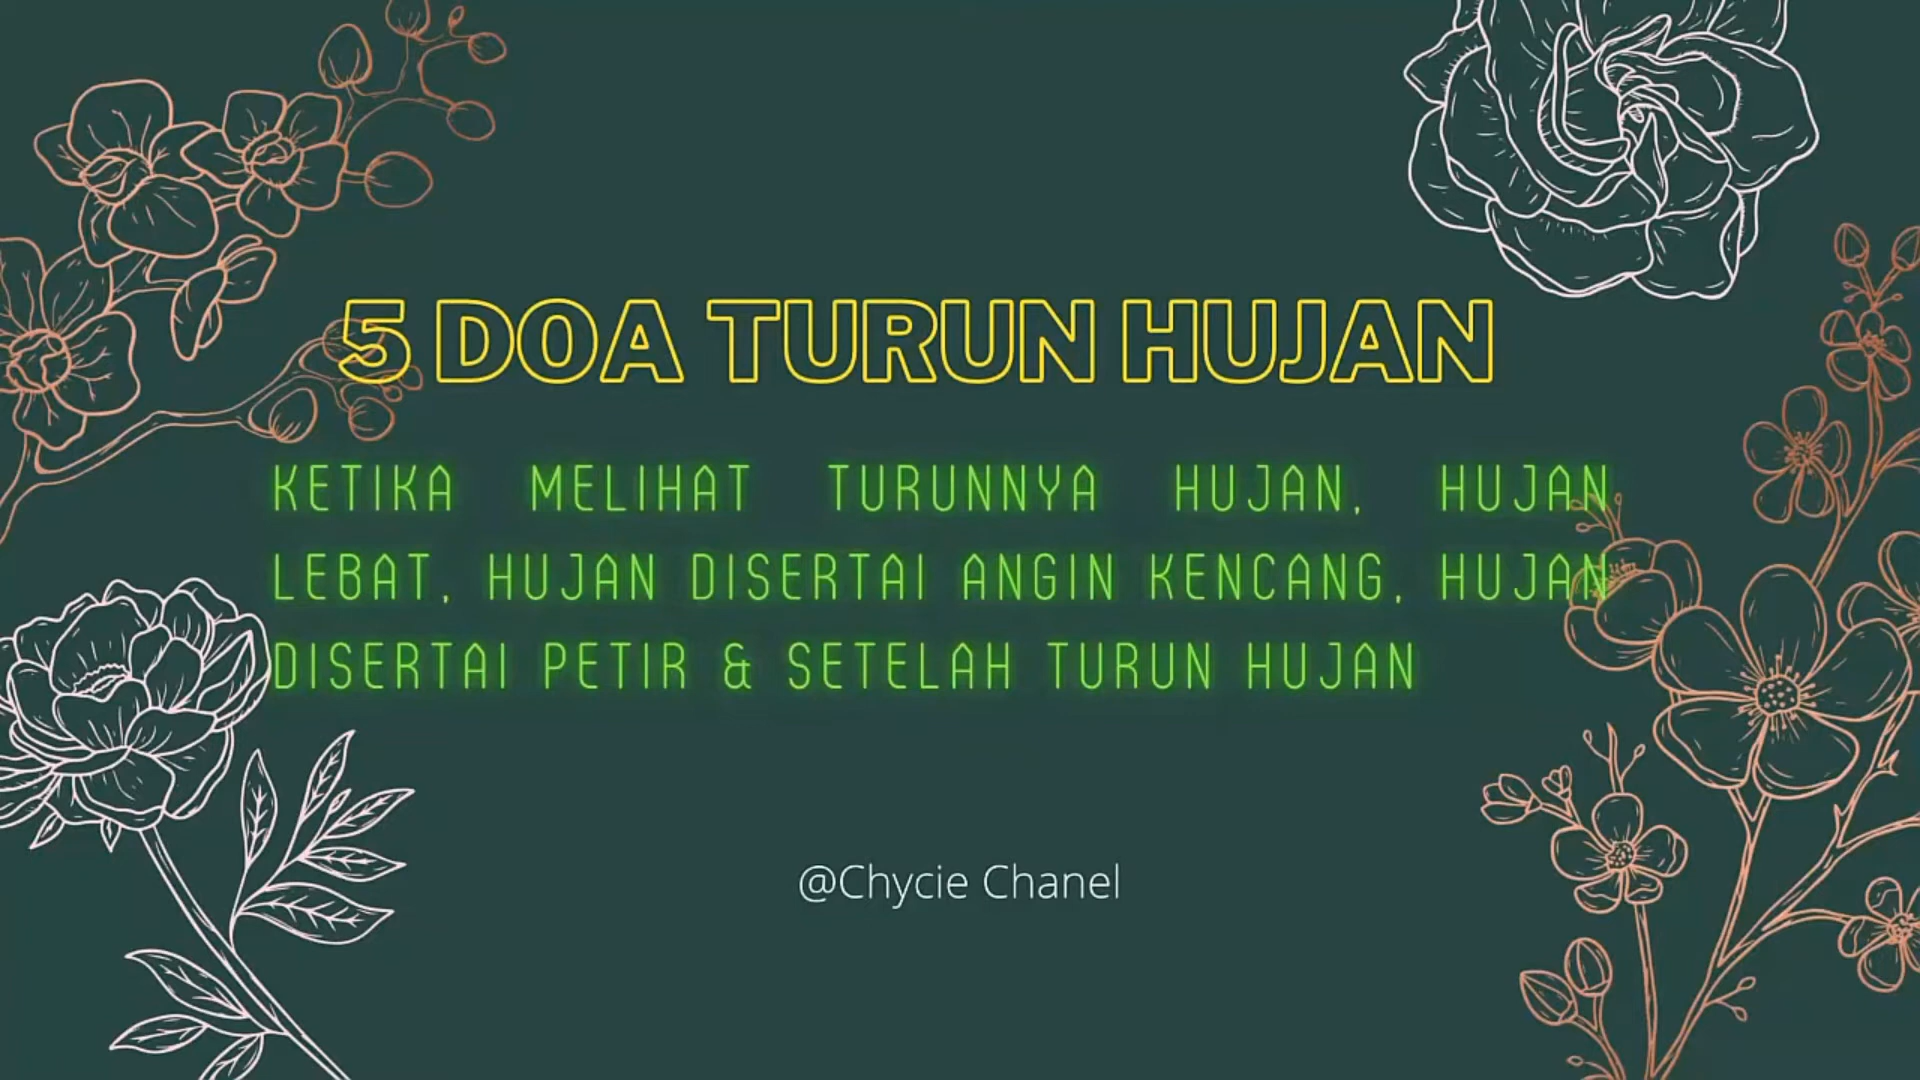 5 DOA TURUN HUJAN
KETIKA MELIHAT TURUNNYA HUJAN, HUJAN
LEBAT, HUJAN DISERTAI ANGIN KENCANG, HUJAN
DISERTAI PETIR & SETELAH TURUN HUJAN
@Chycie Chanel